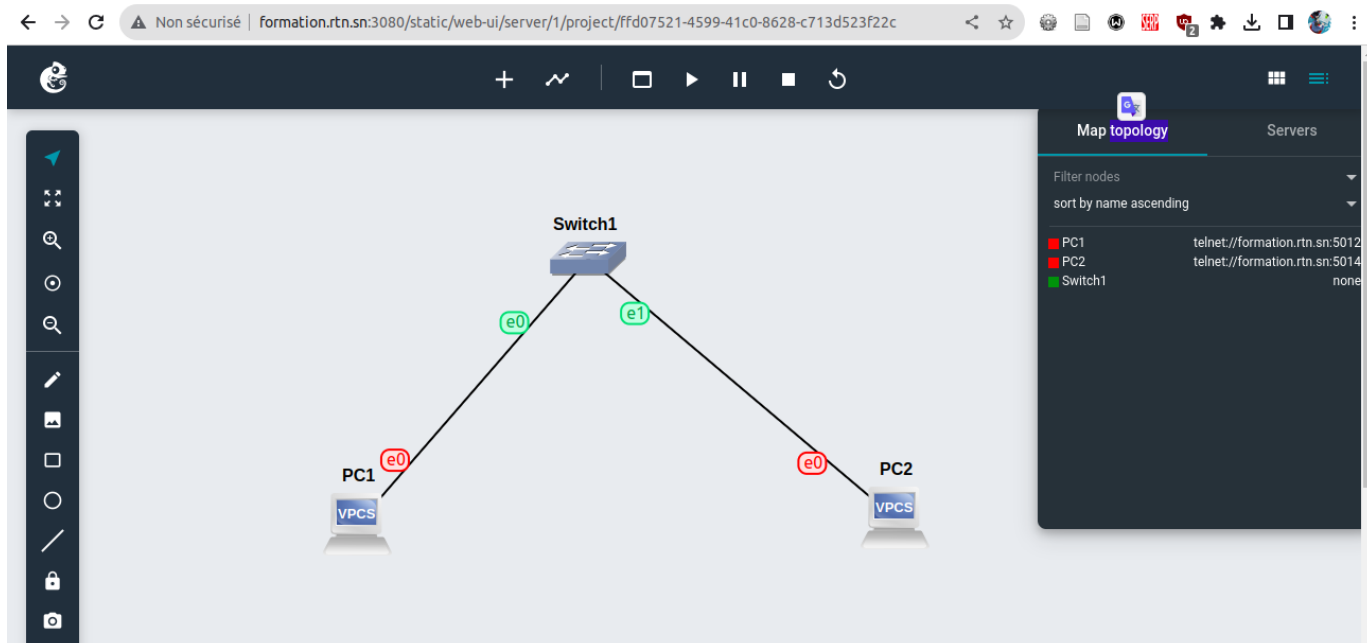 Non sécurisé | formation.rtn.sn:3080/static/web-ui/server/1/project/ffd07521-4599-41c0-8628-c713d523f22c
2
Map topology
Servers
Filter nodes
sort by name ascending
PC1 telnet://formation.rtn.sn:5012
PC2 telnet://formation.rtn.sn:5014
Switch1 none
Switch1
e0
e1
e0
e0
PC1
PC2
VPCS
VPCS